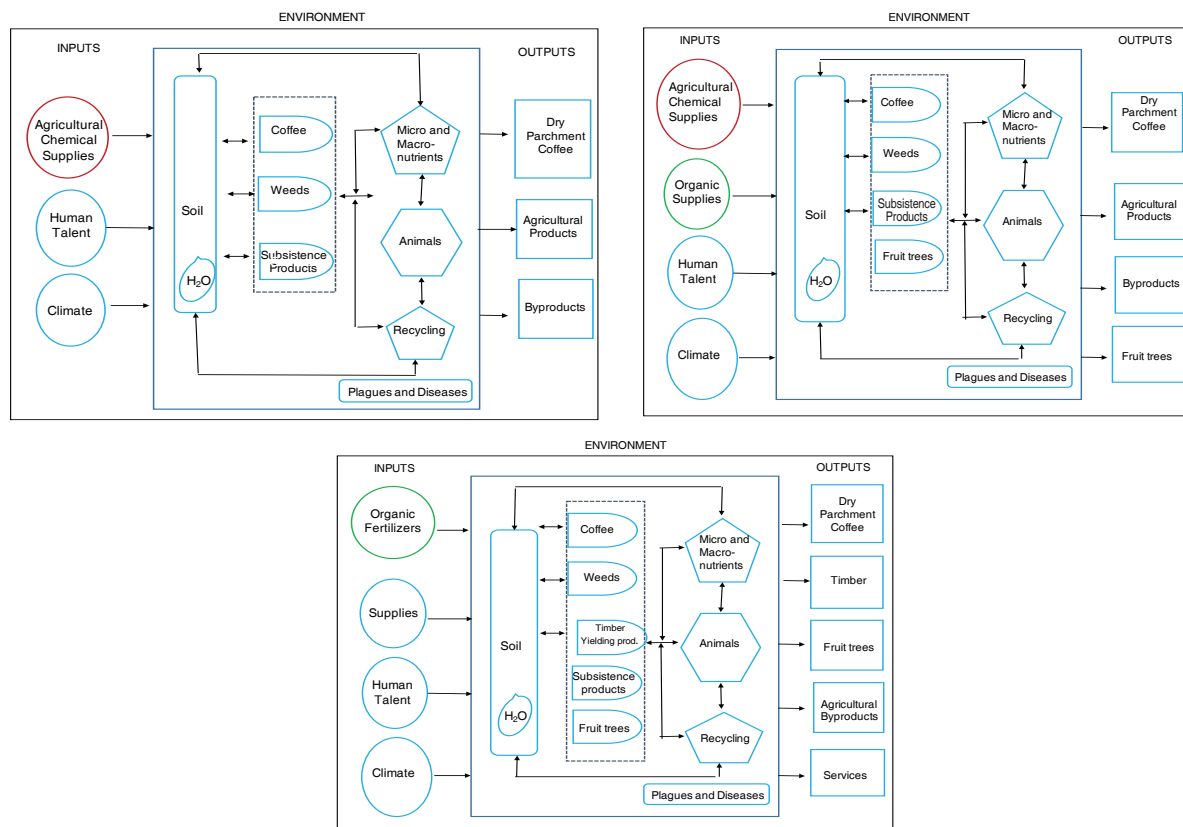 ENVIRONMENT
INPUTS
OUTPUTS
Agricultural
Chemical
Supplies
Human
Talent
Climate
Soil
H2O
Coffee
Weeds
Subsistence
Products
Micro and
Macro-
nutrients
Animals
Recycling
Plagues and Diseases
Dry
Parchment
Coffee
Agricultural
Products
Byproducts
ENVIRONMENT
INPUTS
OUTPUTS
Agricultural
Chemical
Supplies
Organic
Supplies
Human
Talent
Climate
Soil
H2O
Coffee
Weeds
Subsistence
Products
Fruit trees
Micro and
Macro-
nutrients
Animals
Recycling
Plagues and Diseases
Dry
Parchment
Coffee
Agricultural
Products
Byproducts
Fruit trees
ENVIRONMENT
INPUTS
OUTPUTS
Organic
Fertilizers
Supplies
Human
Talent
Climate
Soil
H2O
Coffee
Weeds
Timber
Yielding prod.
Subsistence
products
Fruit trees
Micro and
Macro-
nutrients
Animals
Recycling
Plagues and Diseases
Dry
Parchment
Coffee
Timber
Fruit trees
Agricultural
Byproducts
Services